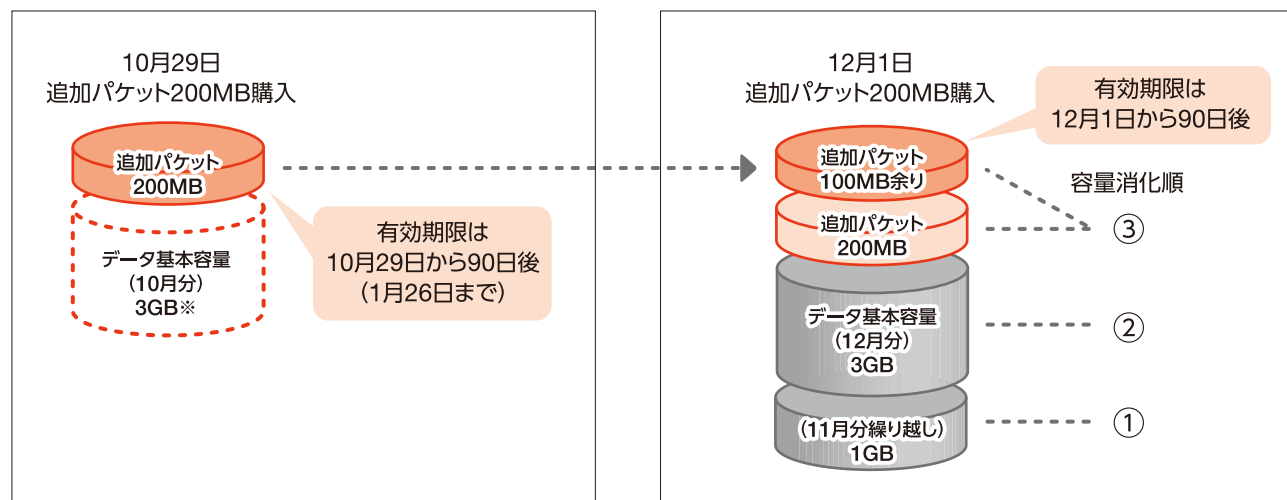 10月29日
追加パケット200MB購入
追加パケット
200MB
データ基本容量
(10月分)
3GB※
有効期限は
10月29日から90日後
(1月26日まで)
12月1日
追加パケット200MB購入
有効期限は
12月1日から90日後
追加パケット
100MB余り
追加パケット
200MB
データ基本容量
(12月分)
3GB
(11月分繰り越し)
1GB
容量消化順
③
②
①